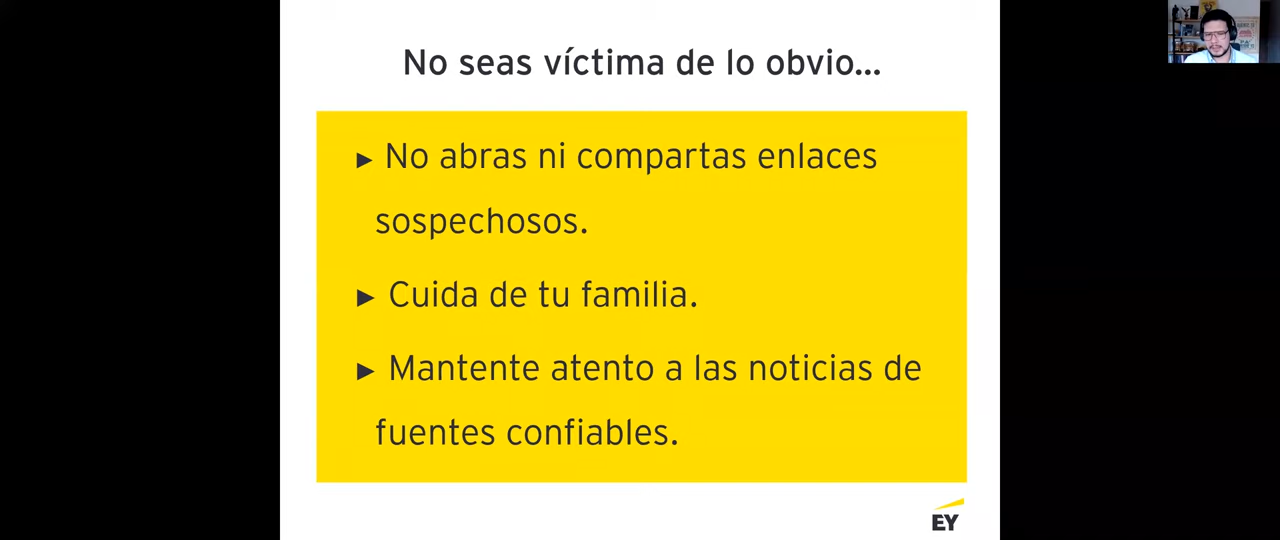 No seas víctima de lo obvio...
► No abras ni compartas enlaces
sospechosos.
► Cuida de tu familia.
► Mantente atento a las noticias de
fuentes confiables.
EY